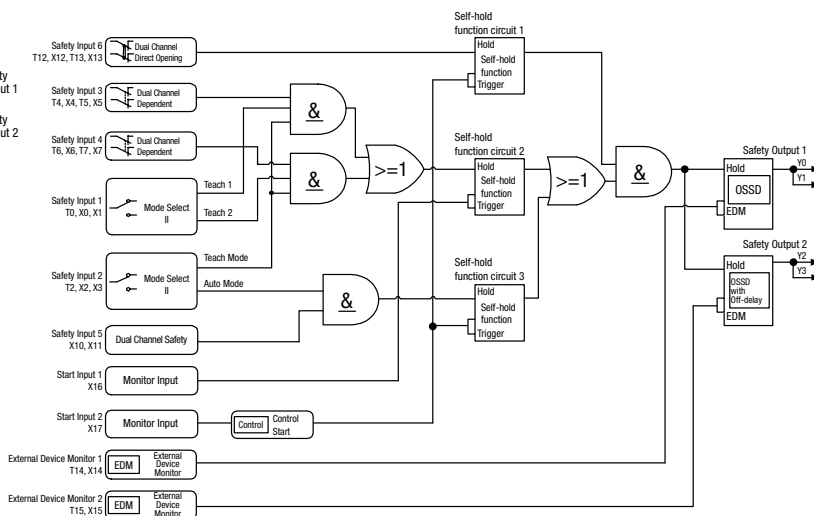 ty
ut 1
ty
ut 2
Safety Input 6
T12, X12, T13, X13
Dual Channel
Direct Opening
Safety Input 3
T4, X4, T5, X5
Dual Channel
Dependent
Safety Input 4
T6, X6, T7, X7
Dual Channel
Dependent
Safety Input 1
T0, X0, X1
Mode Select
II
Teach 1
Teach 2
Safety Input 2
T2, X2, X3
Mode Select
II
Teach Mode
Auto Mode
Safety Input 5
X10, X11
Dual Channel Safety
Start Input 1
X16
Monitor Input
Start Input 2
X17
Monitor Input
Control
Control
Start
External Device Monitor 1
T14, X14
EDM
External
Device
Monitor
External Device Monitor 2
T15, X15
EDM
External
Device
Monitor
&
&
&
>=1
Self-hold
function circuit 1
Hold
Self-hold
function
Trigger
Self-hold
function circuit 2
Hold
Self-hold
function
Trigger
Self-hold
function circuit 3
Hold
Self-hold
function
Trigger
>=1
&
Safety Output 1
Hold
OSSD
EDM
Y0
Y1
Safety Output 2
Hold
OSSD
with
Off-delay
EDM
Y2
Y3